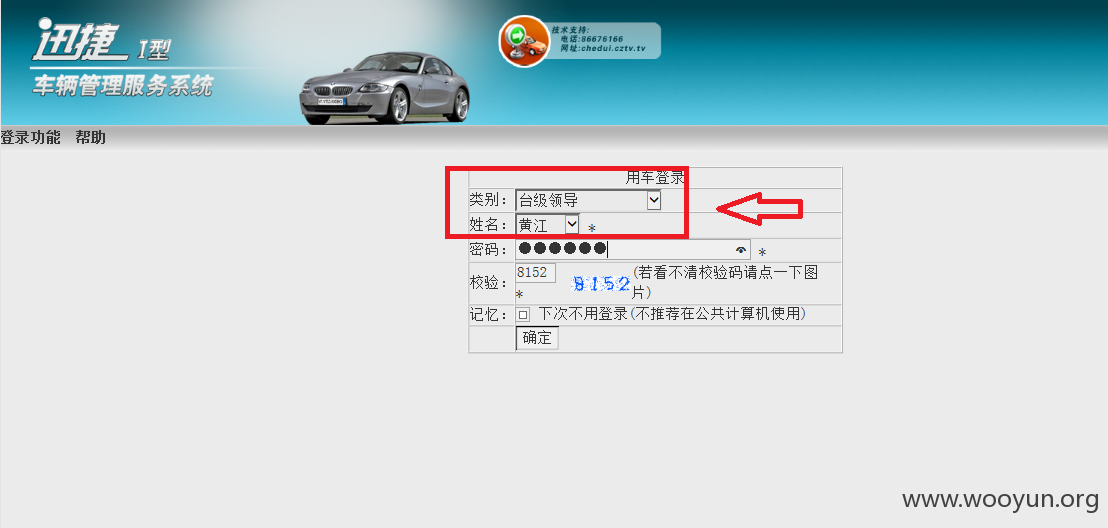 迅捷 I型
车辆管理服务系统
技术支持:
电话:86676166
网址:chedui.cztv.tv
登录功能 帮助
用车登录
类别: 台级领导
姓名: 黄江 *
密码: ●●●●●● *
校验: 8152 * 8152 (若看不清校验码请点一下图片)
记忆: 下次不用登录(不推荐在公共计算机使用)
确定
www.wooyun.org